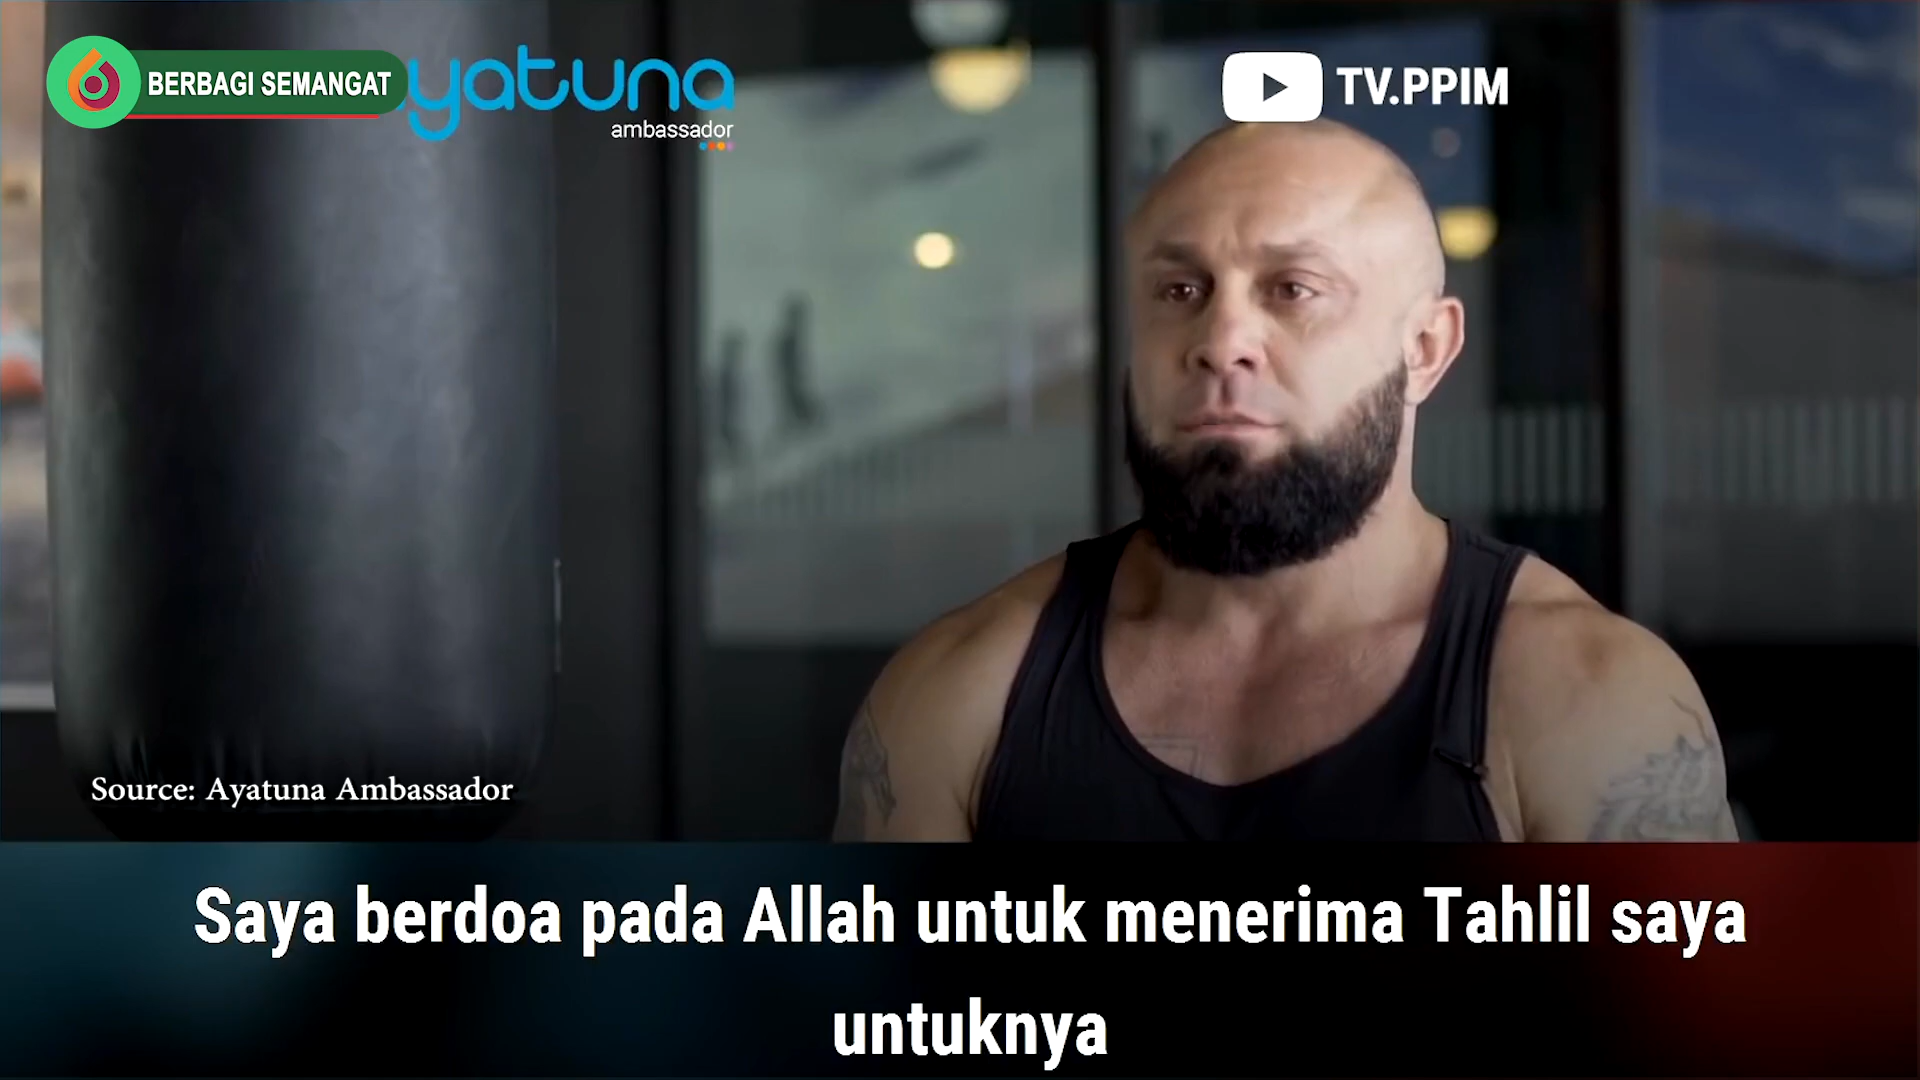 BERBAGI SEMANGAT
yatuna
ambassador
TV.PPIM
Source: Ayatuna Ambassador
Saya berdoa pada Allah untuk menerima Tahlil saya
untuknya